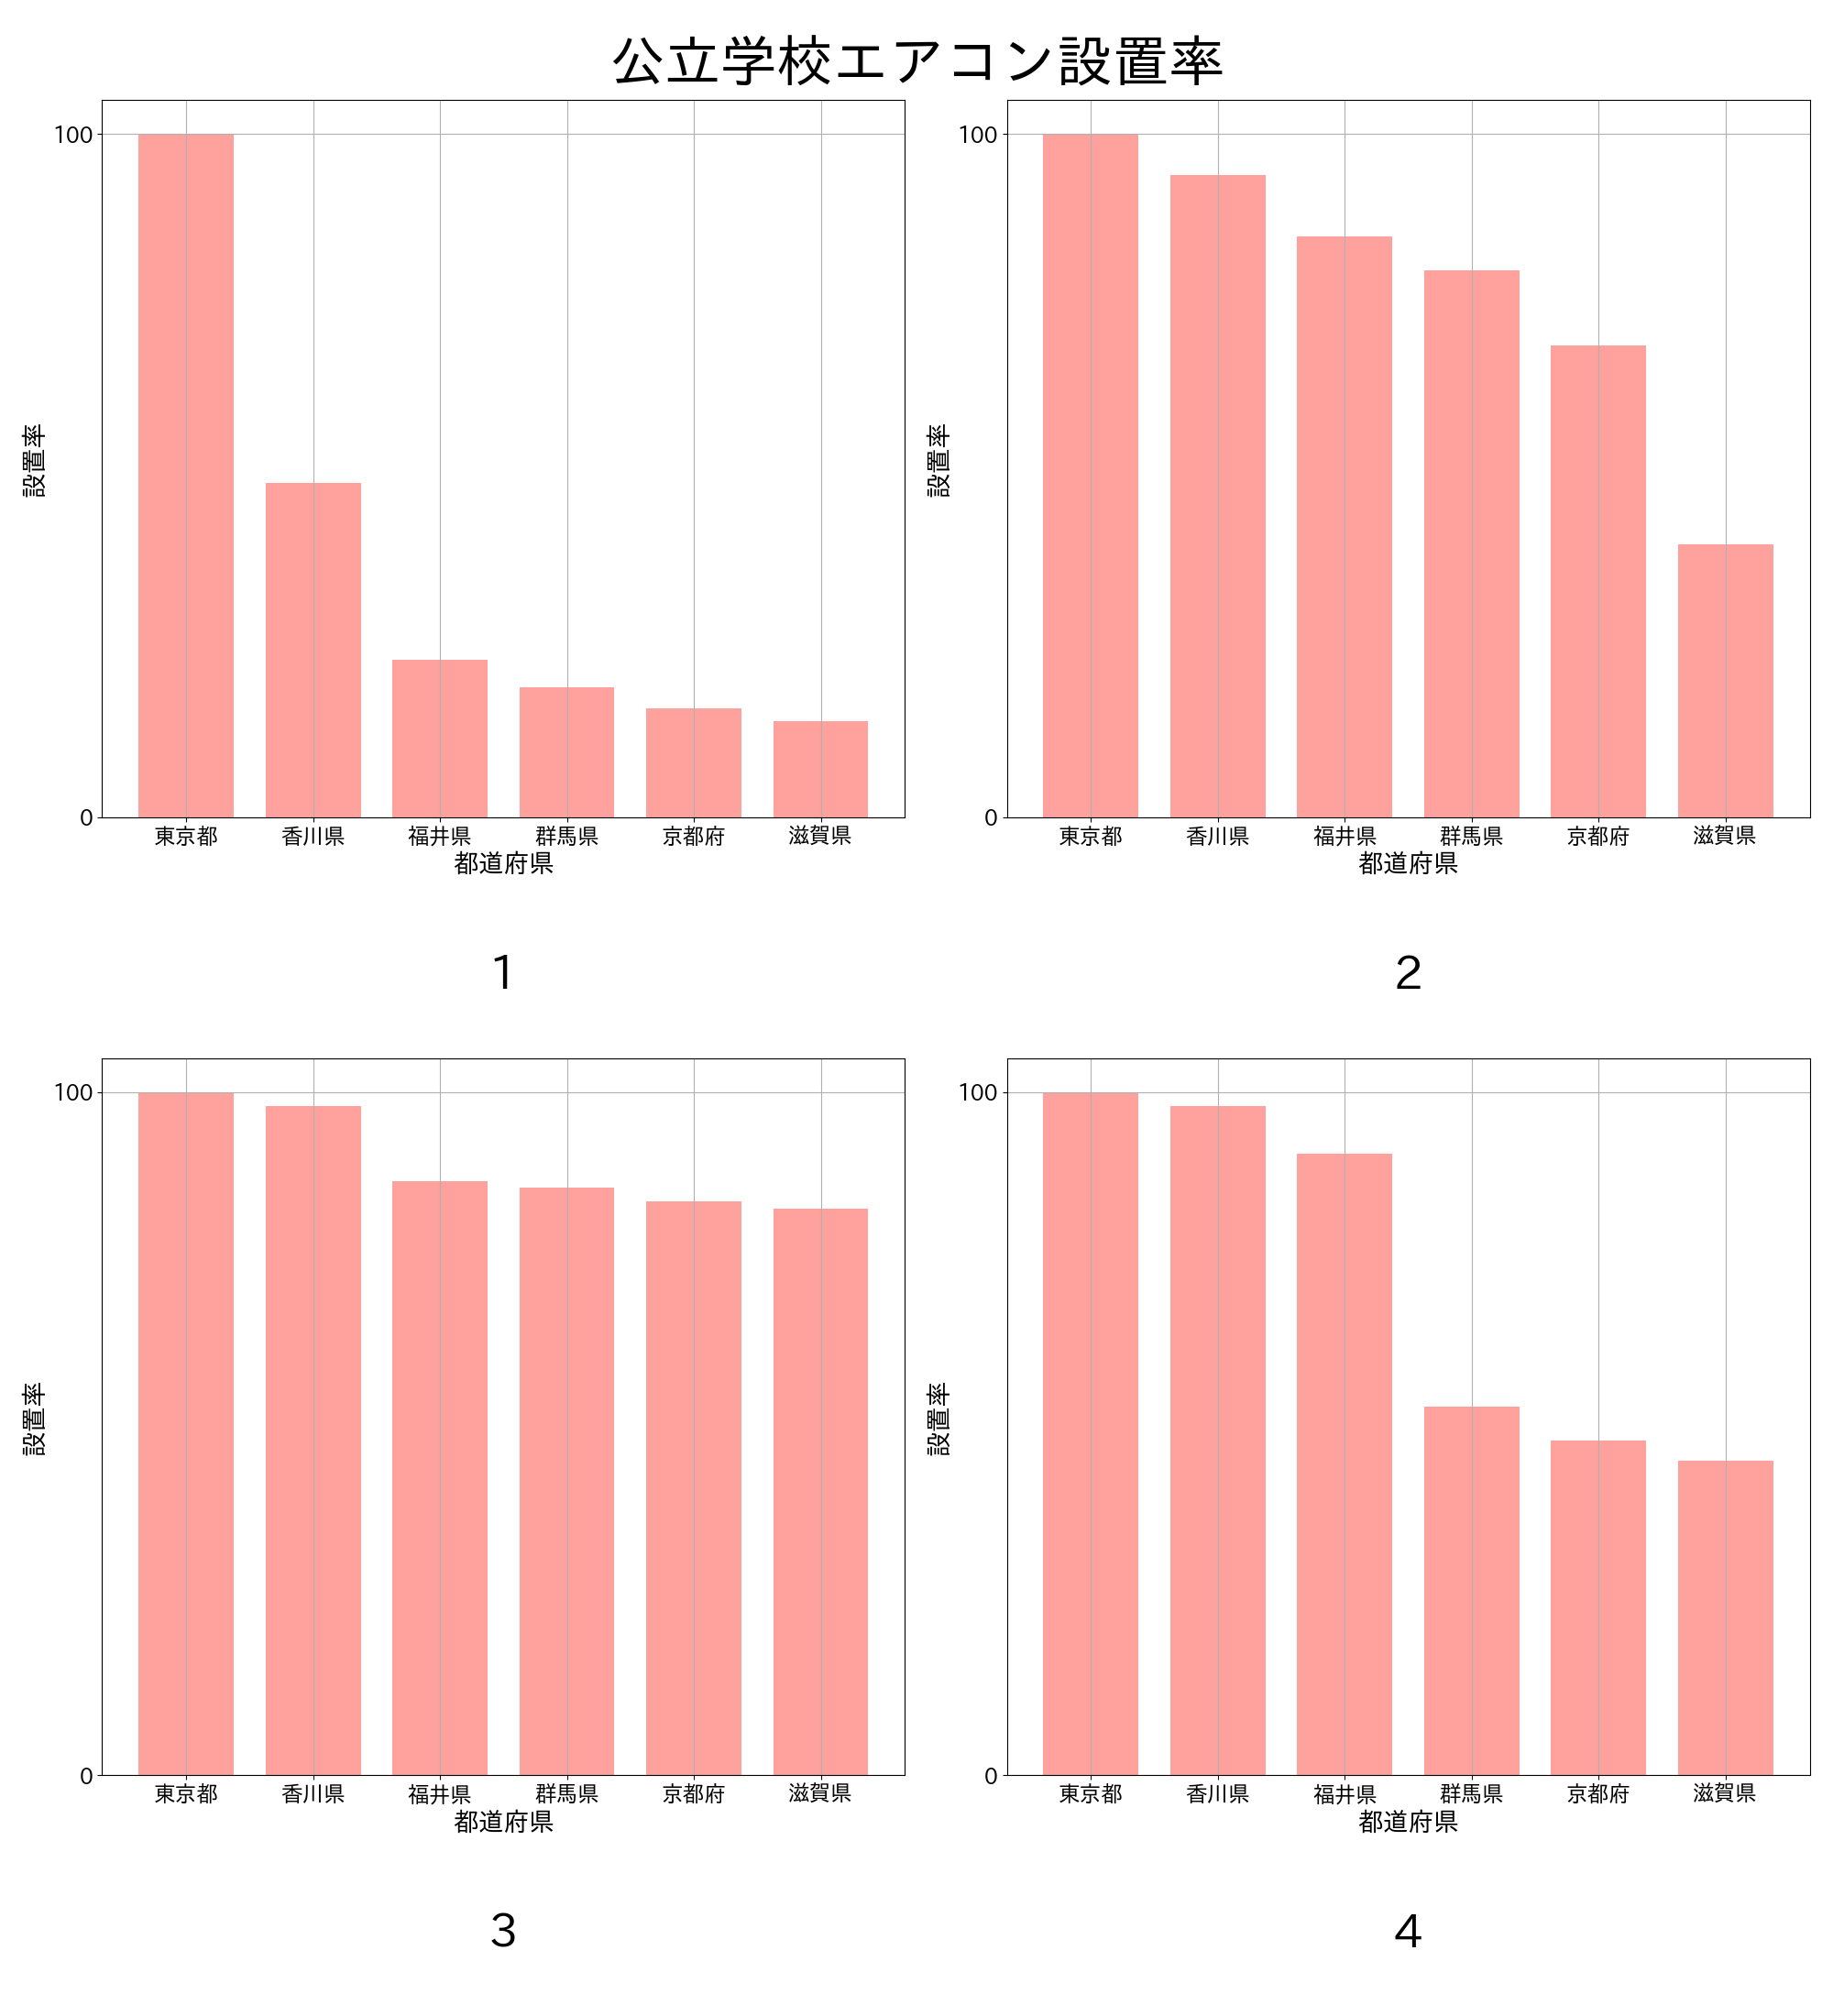 公立学校エアコン設置率
100
0
設置率
東京都 香川県 福井県 群馬県 京都府 滋賀県
都道府県
1
100
0
設置率
東京都 香川県 福井県 群馬県 京都府 滋賀県
都道府県
2
100
0
設置率
東京都 香川県 福井県 群馬県 京都府 滋賀県
都道府県
3
100
0
設置率
東京都 香川県 福井県 群馬県 京都府 滋賀県
都道府県
4